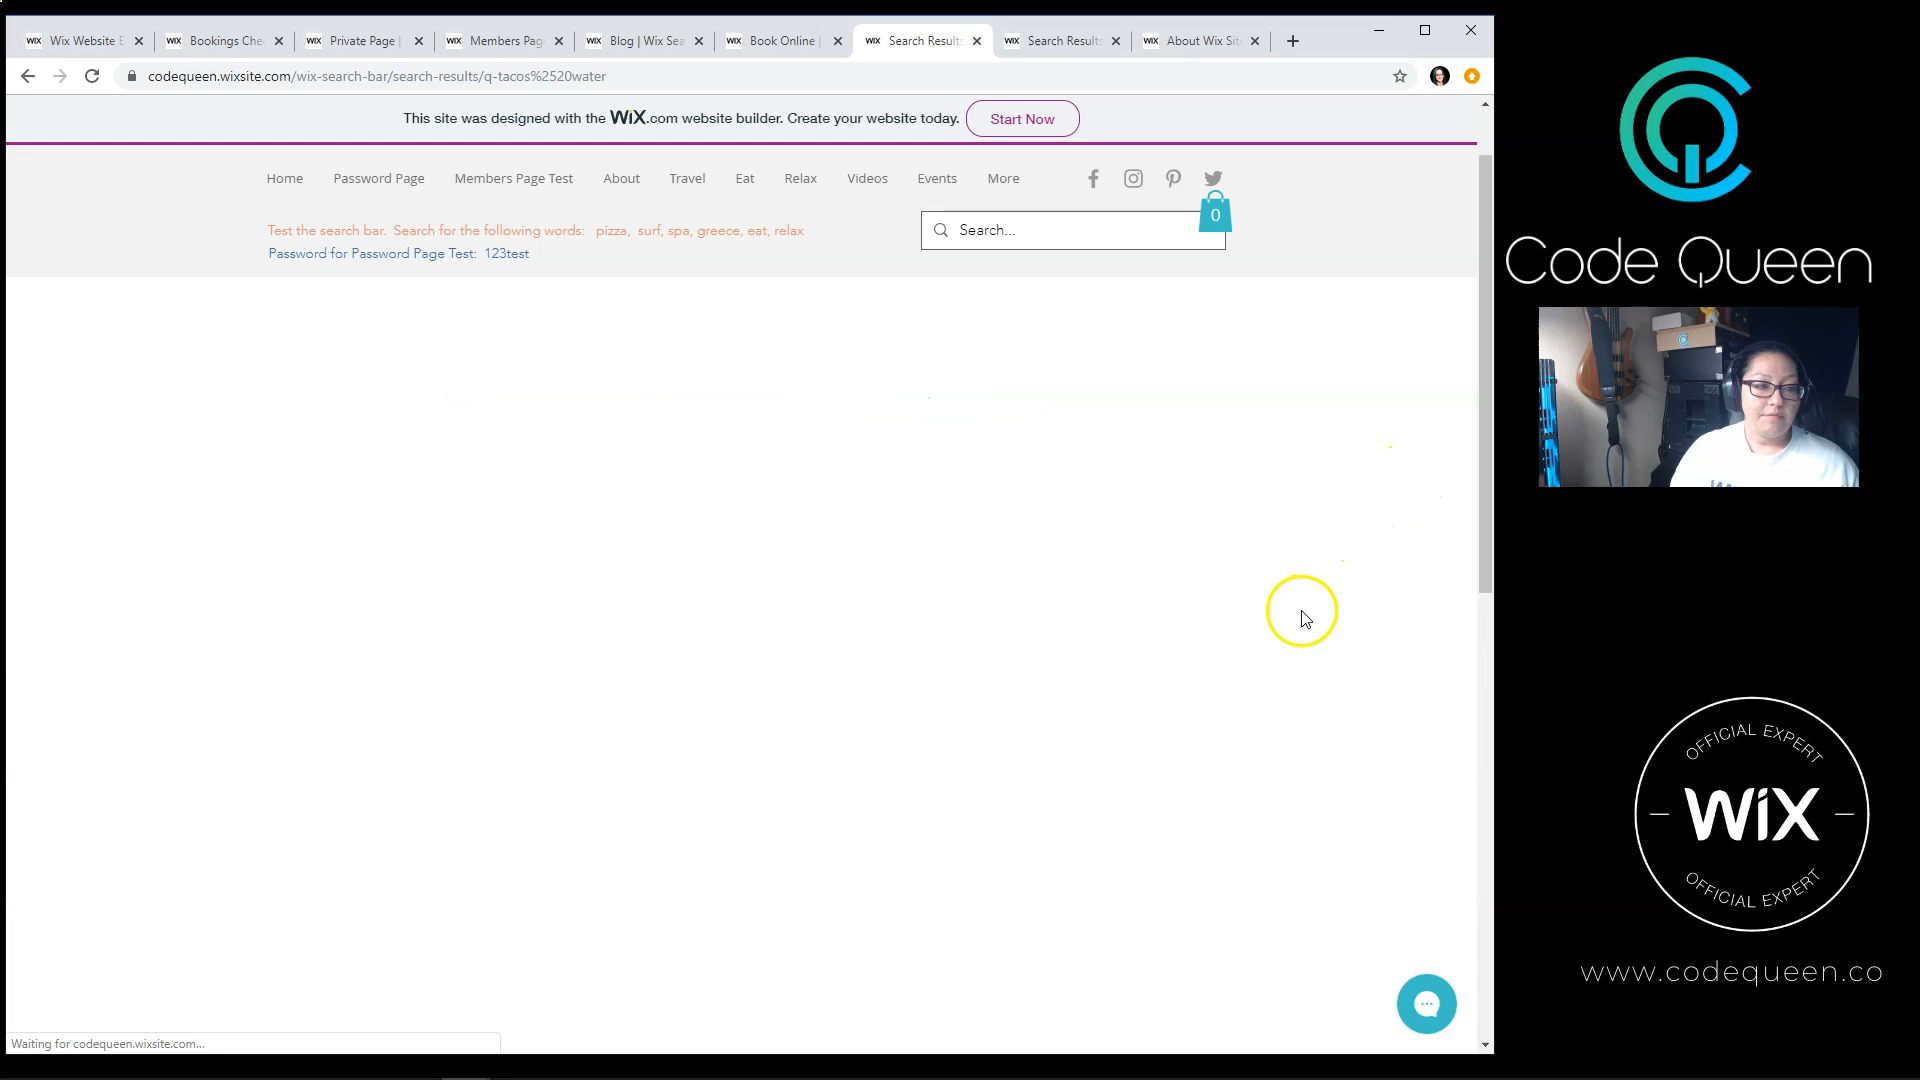 Wix Website E
Bookings Che
Private Page |
Members Pag
Blog | Wix Sea
Book Online |
Search Results
Search Results
About Wix Sit
codequeen.wixsite.com/wix-search-bar/search-results/q-tacos%2520water
This site was designed with the WiX.com website builder. Create your website today. Start Now
Home Password Page Members Page Test About Travel Eat Relax Videos Events More
0
Test the search bar. Search for the following words: pizza, surf, spa, greece, eat, relax
Search...
Password for Password Page Test: 123test
Waiting for codequeen.wixsite.com...
Code Queen
OFFICIAL EXPERT
WiX
OFFICIAL EXPERT
www.codequeen.co